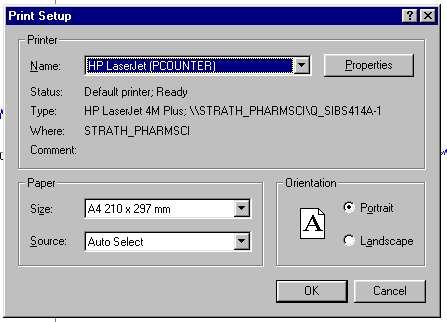 Print Setup
Printer
Name: HP LaserJet (PCOUNTER) Properties
Status: Default printer; Ready
Type: HP LaserJet 4M Plus; \\STRATH_PHARMSCI\Q_SIBS414A-1
Where: STRATH_PHARMSCI
Comment:
Paper
Size: A4 210 x 297 mm
Source: Auto Select
Orientation
A
Portrait
Landscape
OK Cancel